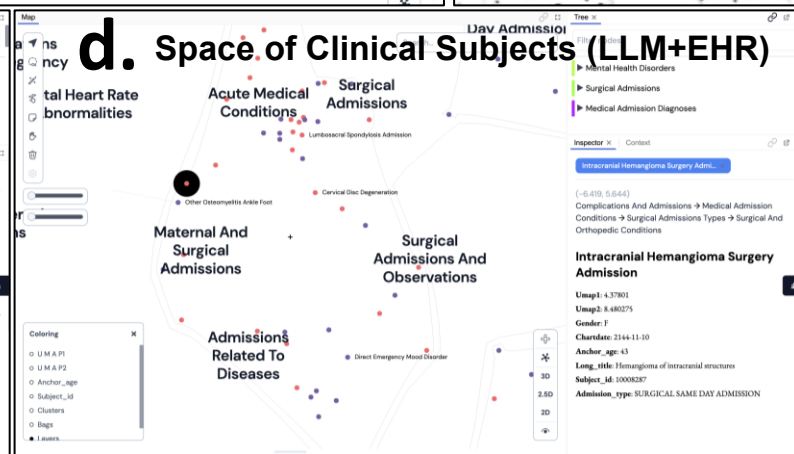 Map
d. Space of Clinical Subjects (LLM+EHR)
Day Admission
ncy
tal Heart Rate
bnormalities
Acute Medical
Conditions
Surgical
Admissions
Lumbosacral Spondylosis Admission
Cervical Disc Degeneration
Other Osteomyelitis Ankle Foot
Maternal And
Surgical
Admissions
Surgical
Admissions And
Observations
Admissions
Related To
Diseases
Direct Emergency Mood Disorder
Coloring
U M A P1
U M A P2
Anchor_age
Subject_id
Clusters
Bags
Layers
3D
2.5D
2D
Tree
Mental Health Disorders
Surgical Admissions
Medical Admission Diagnoses
Inspector Context
Intracranial Hemangioma Surgery Admi...
(-6.419, 5.644)
Complications And Admissions → Medical Admission
Conditions → Surgical Admissions Types → Surgical And
Orthopedic Conditions
Intracranial Hemangioma Surgery
Admission
Umap1: 4.37801
Umap2: 8.480275
Gender: F
Chartdate: 2144-11-10
Anchor_age: 43
Long_title: Hemangioma of intracranial structures
Subject_id: 10008287
Admission_type: SURGICAL SAME DAY ADMISSION